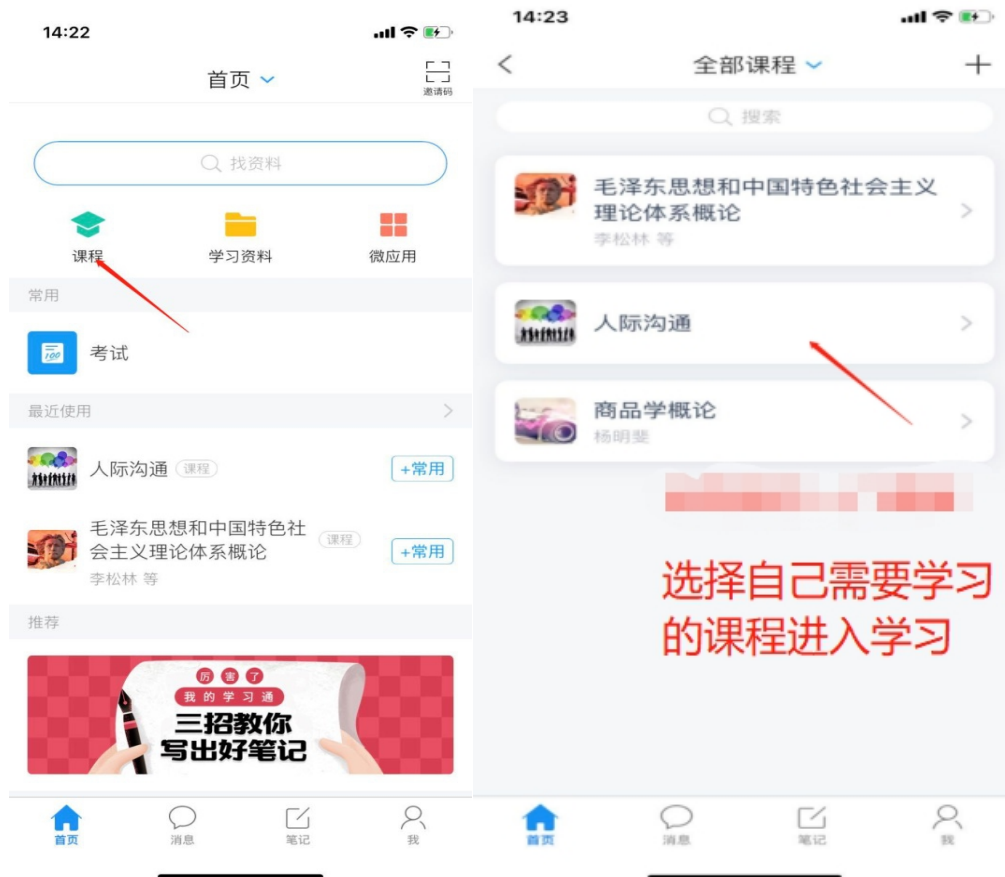 14:22
首页
邀请码
找资料
课程
学习资料
微应用
常用
100
考试
最近使用
人际沟通 课程 +常用
毛泽东思想和中国特色社
会主义理论体系概论 课程 +常用
李松林 等
推荐
厉害了
我的学习通
三招教你
写出好笔记
首页 消息 笔记 我
14:23
全部课程
搜索
毛泽东思想和中国特色社会主义
理论体系概论
李松林 等
人际沟通
商品学概论
杨明斐
选择自己需要学习
的课程进入学习
首页 消息 笔记 我